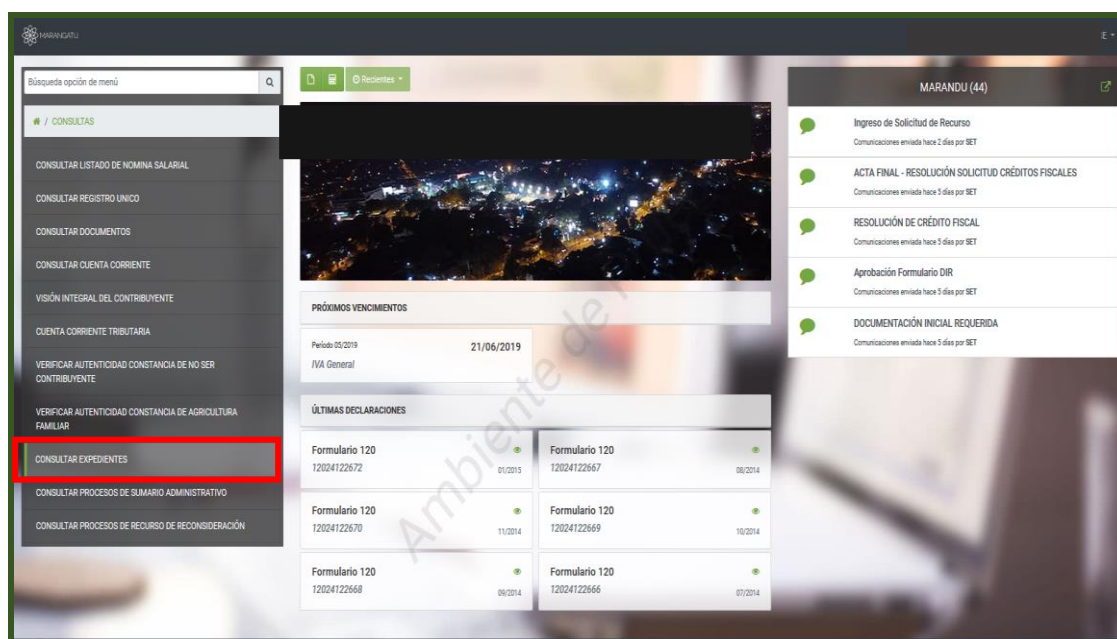 MARANGATU
IE
Búsqueda opción de menú
/ CONSULTAS
CONSULTAR LISTADO DE NOMINA SALARIAL
CONSULTAR REGISTRO UNICO
CONSULTAR DOCUMENTOS
CONSULTAR CUENTA CORRIENTE
VISIÓN INTEGRAL DEL CONTRIBUYENTE
CUENTA CORRIENTE TRIBUTARIA
VERIFICAR AUTENTICIDAD CONSTANCIA DE NO SER
CONTRIBUYENTE
VERIFICAR AUTENTICIDAD CONSTANCIA DE AGRICULTURA
FAMILIAR
CONSULTAR EXPEDIENTES
CONSULTAR PROCESOS DE SUMARIO ADMINISTRATIVO
CONSULTAR PROCESOS DE RECURSO DE RECONSIDERACIÓN
Recientes
PRÓXIMOS VENCIMIENTOS
Periodo 05/2019
21/06/2019
IVA General
ÚLTIMAS DECLARACIONES
Formulario 120
12024122672 01/2015
Formulario 120
12024122667 08/2014
Formulario 120
12024122670 11/2014
Formulario 120
12024122669 10/2014
Formulario 120
12024122668 09/2014
Formulario 120
12024122666 07/2014
Ambiente de
MARANDU (44)
Ingreso de Solicitud de Recurso
Comunicaciones enviada hace 2 días por SET
ACTA FINAL - RESOLUCIÓN SOLICITUD CRÉDITOS FISCALES
Comunicaciones enviada hace 5 días por SET
RESOLUCIÓN DE CRÉDITO FISCAL
Comunicaciones enviada hace 5 días por SET
Aprobación Formulario DIR
Comunicaciones enviada hace 5 días por SET
DOCUMENTACIÓN INICIAL REQUERIDA
Comunicaciones enviada hace 5 días por SET